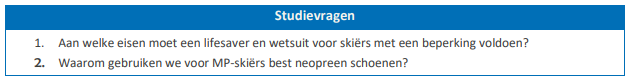 Studievragen
1. Aan welke eisen moet een lifesaver en wetsuit voor skiërs met een beperking voldoen?
2. Waarom gebruiken we voor MP-skiërs best neopreen schoenen?